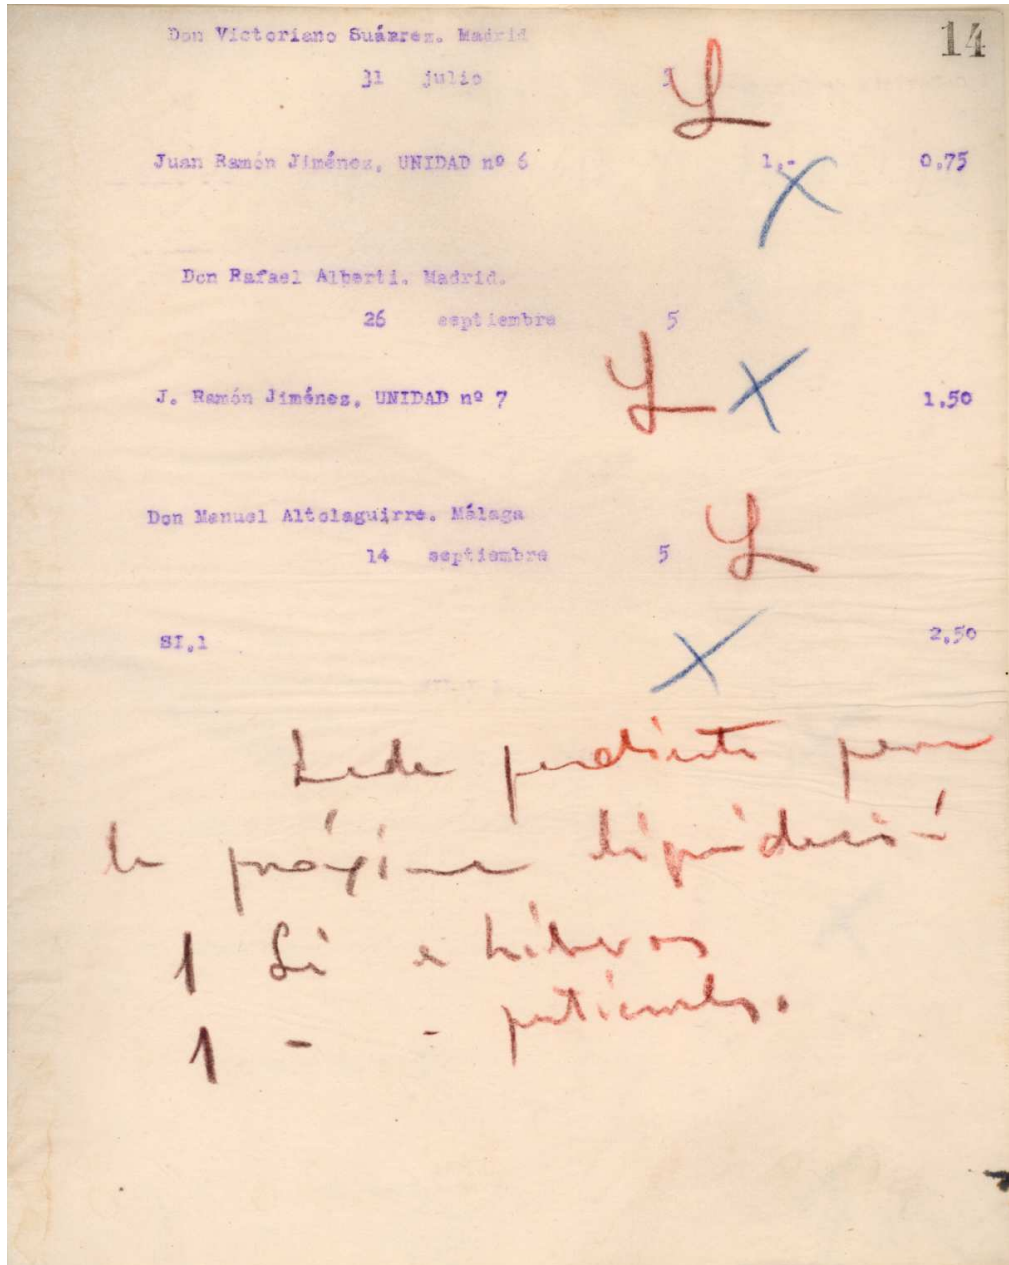 14
Don Victoriano Suárez. Madrid
31 julio 5
L
Juan Ramón Jiménez, UNIDAD nº 6 1,- 0,75
Don Rafael Alberti. Madrid.
26 septiembre 5
J. Ramón Jiménez, UNIDAD nº 7 L 1,50
Don Manuel Altolaguirre. Málaga
14 septiembre 5 L
SI,1 2,50
pendiente para
la próxima liquidación
1 Si a libreros
1 - - particulares.